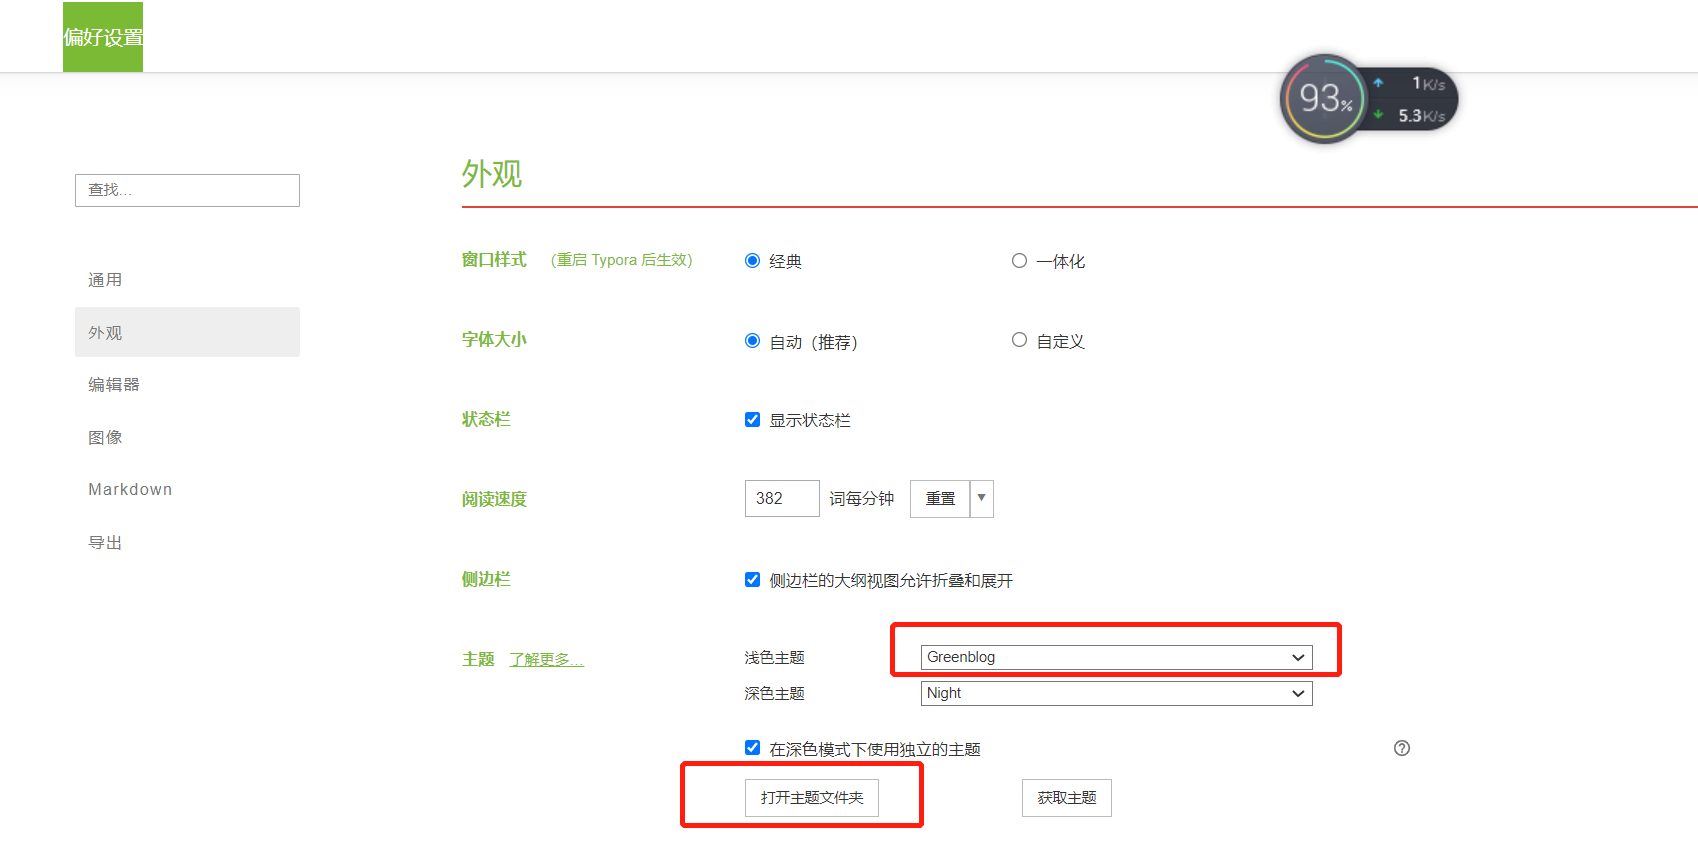 偏好设置
93%
1K/s
5.3K/s
查找...
通用
外观
编辑器
图像
Markdown
导出
外观
窗口样式 (重启 Typora 后生效) 经典 一体化
字体大小 自动（推荐） 自定义
状态栏 显示状态栏
阅读速度 382 词每分钟 重置
侧边栏 侧边栏的大纲视图允许折叠和展开
主题 了解更多... 浅色主题 Greenblog
深色主题 Night
在深色模式下使用独立的主题
打开主题文件夹 获取主题